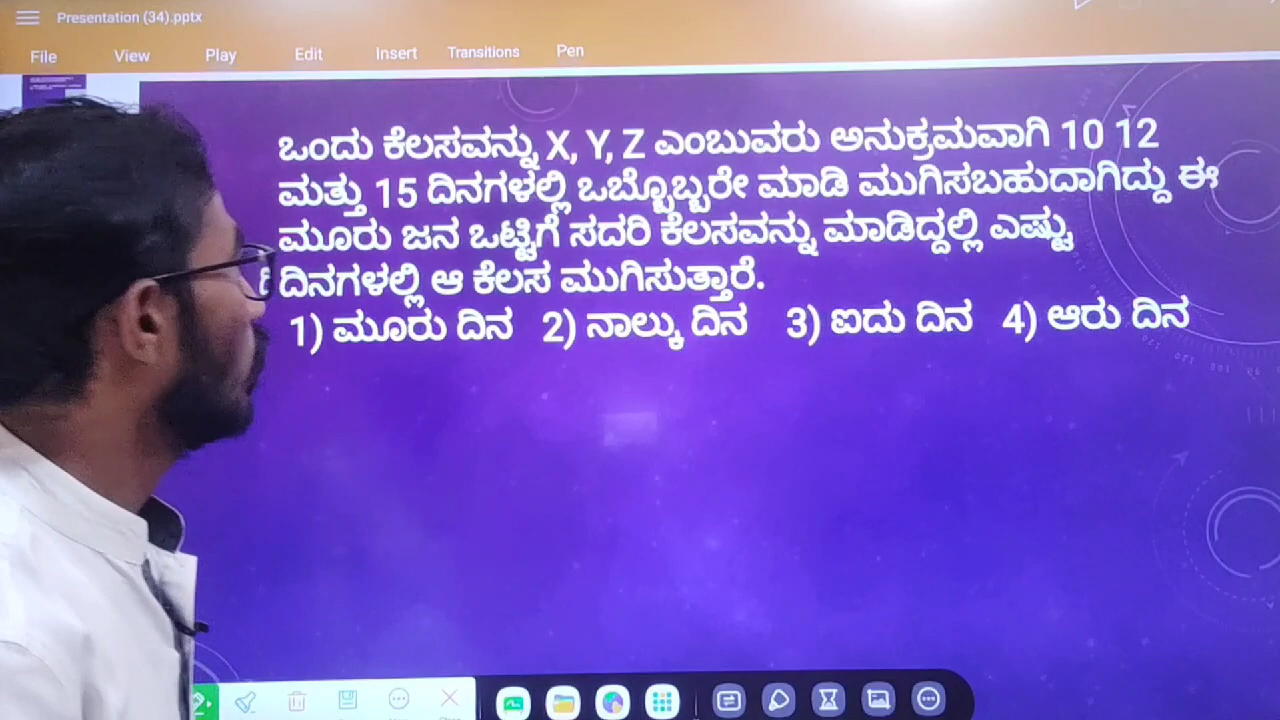 Presentation (34).pptx
File View Play Edit Insert Transitions Pen
ಒಂದು ಕೆಲಸವನ್ನು X, Y, Z ಎಂಬುವರು ಅನುಕ್ರಮವಾಗಿ 10 12
ಮತ್ತು 15 ದಿನಗಳಲ್ಲಿ ಒಬ್ಬೊಬ್ಬರೇ ಮಾಡಿ ಮುಗಿಸಬಹುದಾಗಿದ್ದು ಈ
ಮೂರು ಜನ ಒಟ್ಟಿಗೆ ಸದರಿ ಕೆಲಸವನ್ನು ಮಾಡಿದ್ದಲ್ಲಿ ಎಷ್ಟು
ದಿನಗಳಲ್ಲಿ ಆ ಕೆಲಸ ಮುಗಿಸುತ್ತಾರೆ.
1) ಮೂರು ದಿನ 2) ನಾಲ್ಕು ದಿನ 3) ಐದು ದಿನ 4) ಆರು ದಿನ